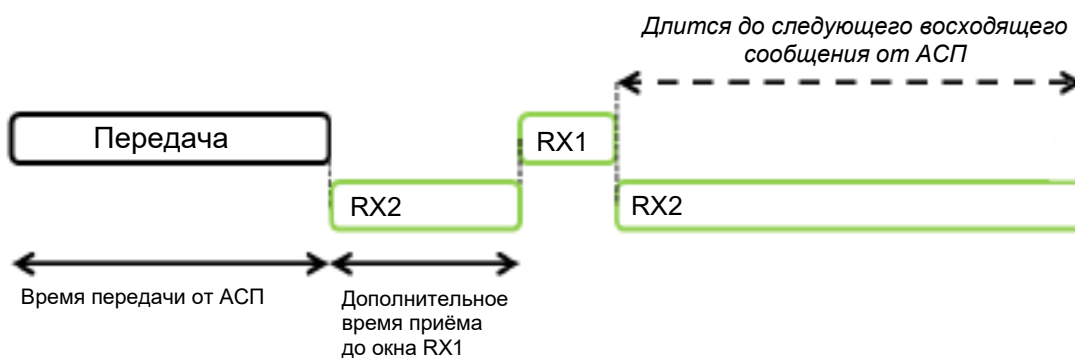 Длится до следующего восходящего
сообщения от АСП
Передача
RX1
RX2
RX2
Время передачи от АСП
Дополнительное
время приёма
до окна RX1